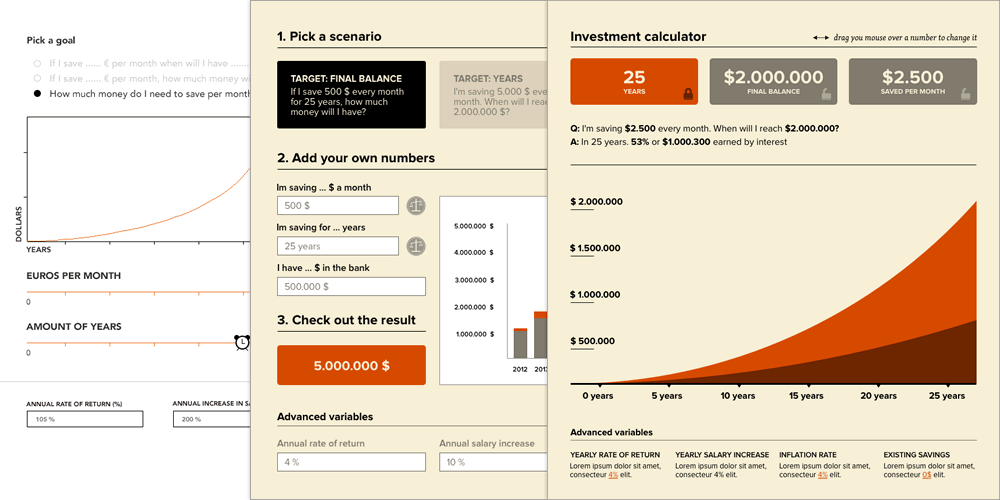 Pick a goal
If I save ...... € per month when will I have ......
If I save ...... € per month, how much money
How much money do I need to save per month
DOLLARS
YEARS
EUROS PER MONTH
0
AMOUNT OF YEARS
0
ANNUAL RATE OF RETURN (%)
105 %
ANNUAL INCREASE IN
200 %
1. Pick a scenario
TARGET: FINAL BALANCE
If I save 500 $ every month
for 25 years, how much
money will I have?
TARGET: YEARS
I'm saving 5.000 $
month. When will I
2.000.000 $?
2. Add your own numbers
Im saving ... $ a month
500 $
Im saving for ... years
25 years
I have ... $ in the bank
500.000 $
5.000.000 $
4.000.000 $
3.000.000 $
2.000.000 $
1.000.000 $
2012
3. Check out the result
5.000.000 $
Advanced variables
Annual rate of return
4 %
Annual salary increase
10 %
Investment calculator
drag you mouse over a number to change it
25
YEARS
$2.000.000
FINAL BALANCE
$2.500
SAVED PER MONTH
Q: I'm saving $2.500 every month. When will I reach $2.000.000?
A: In 25 years. 53% or $1.000.300 earned by interest
$ 2.000.000
$ 1.500.000
$ 1.000.000
$ 500.000
0 years
5 years
10 years
15 years
20 years
25 years
Advanced variables
YEARLY RATE OF RETURN
Lorem ipsum dolor sit amet,
consecteur 4% elit.
YEARLY SALARY INCREASE
Lorem ipsum dolor sit amet,
consecteur 4% elit.
INFLATION RATE
Lorem ipsum dolor sit amet,
consecteur 4% elit.
EXISTING SAVINGS
Lorem ipsum dolor sit amet,
consecteur 0$ elit.